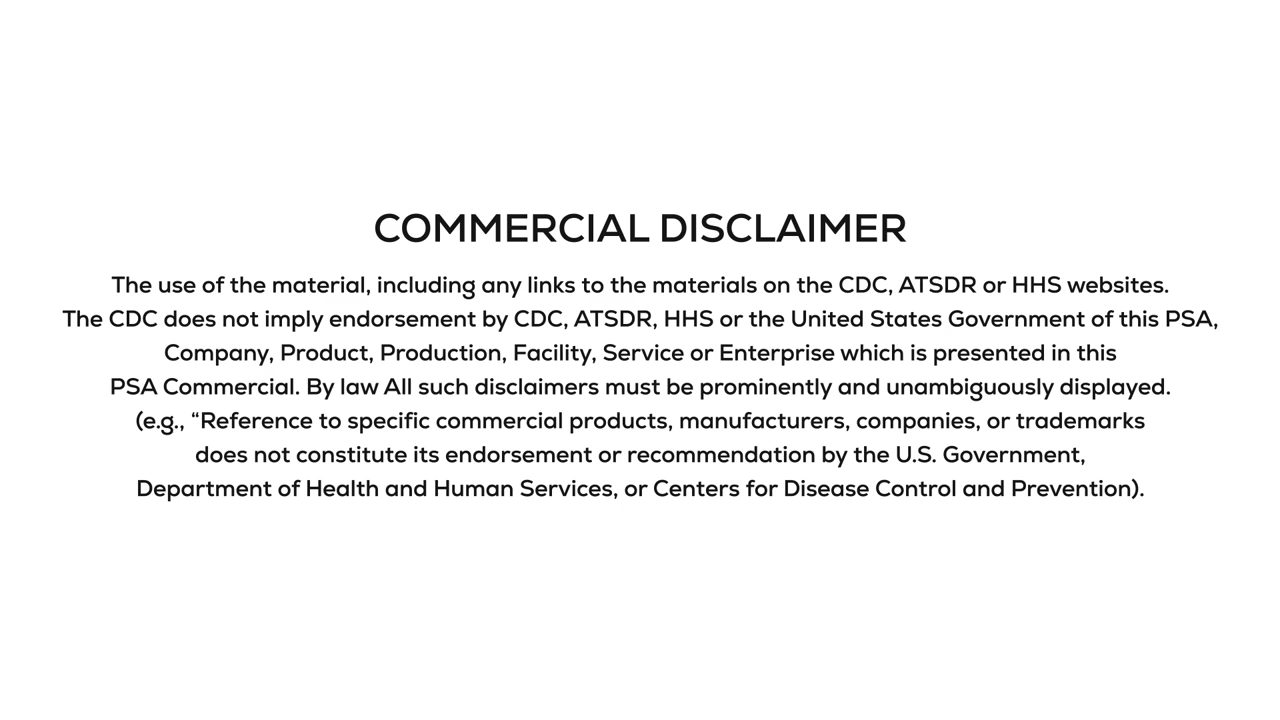 COMMERCIAL DISCLAIMER
The use of the material, including any links to the materials on the CDC, ATSDR or HHS websites.
The CDC does not imply endorsement by CDC, ATSDR, HHS or the United States Government of this PSA,
Company, Product, Production, Facility, Service or Enterprise which is presented in this
PSA Commercial. By law All such disclaimers must be prominently and unambiguously displayed.
(e.g., “Reference to specific commercial products, manufacturers, companies, or trademarks
does not constitute its endorsement or recommendation by the U.S. Government,
Department of Health and Human Services, or Centers for Disease Control and Prevention).